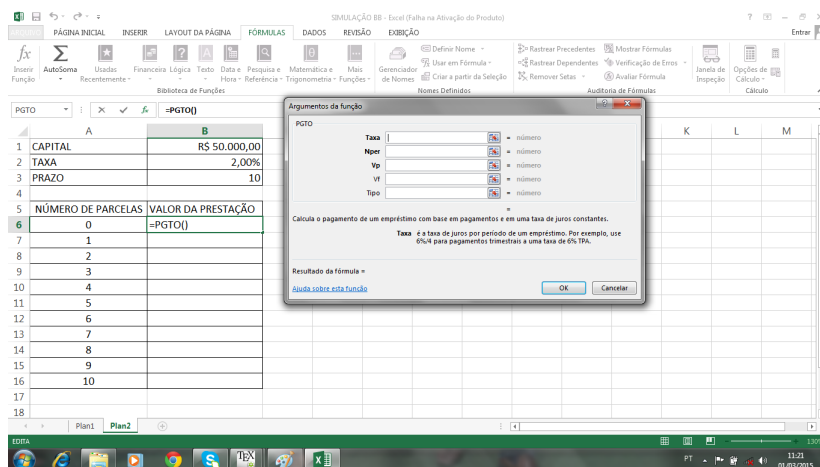 SIMULAÇÃO BB - Excel (Falha na Ativação do Produto)
PÁGINA INICIAL INSERIR LAYOUT DA PÁGINA FÓRMULAS DADOS REVISÃO EXIBIÇÃO Entrar
Inserir Função
AutoSoma
Usadas Recentemente
Financeira Lógica Texto Data e Hora
Pesquisa e Referência
Matemática e Trigonometria
Mais Funções
Biblioteca de Funções
Gerenciador de Nomes
Definir Nome
Usar em Fórmula
Criar a partir da Seleção
Nomes Definidos
Rastrear Precedentes
Rastrear Dependentes
Remover Setas
Mostrar Fórmulas
Verificação de Erros
Avaliar Fórmula
Auditoria de Fórmulas
Janela de Inspeção
Opções de Cálculo
Cálculo
PGTO fx =PGTO()
A B K L M
1 CAPITAL R$ 50.000,00
2 TAXA 2,00%
3 PRAZO 10
4
5 NÚMERO DE PARCELAS VALOR DA PRESTAÇÃO
6 0 =PGTO()
7 1
8 2
9 3
10 4
11 5
12 6
13 7
14 8
15 9
16 10
17
18
Argumentos da função
PGTO
Taxa = número
Nper = número
Vp = número
Vf = número
Tipo = número
=
Calcula o pagamento de um empréstimo com base em pagamentos e em uma taxa de juros constantes.
Taxa é a taxa de juros por período de um empréstimo. Por exemplo, use
6%/4 para pagamentos trimestrais a uma taxa de 6% TPA.
Resultado da fórmula =
Ajuda sobre esta função
OK Cancelar
Plan1 Plan2
EDITA
PT
11:21
01/03/2015